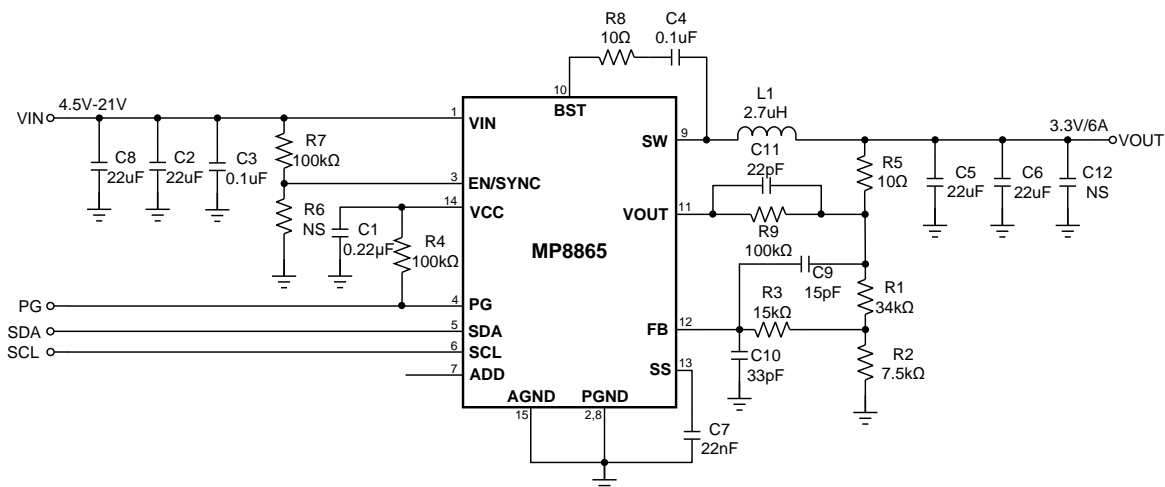 R8
10Ω
C4
0.1uF
10
BST
VIN
4.5V-21V
1
VIN
C8
22uF
C2
22uF
C3
0.1uF
R7
100kΩ
3
EN/SYNC
R6
NS
14
VCC
C1
0.22µF
R4
100kΩ
PG
4
PG
SDA
5
SDA
SCL
6
SCL
7
ADD
MP8865
AGND
15
PGND
2,8
SW
9
L1
2.7uH
C11
22pF
VOUT
11
R9
100kΩ
R5
10Ω
3.3V/6A
VOUT
C5
22uF
C6
22uF
C12
NS
C9
15pF
R3
15kΩ
R1
34kΩ
FB
12
C10
33pF
R2
7.5kΩ
SS
13
C7
22nF